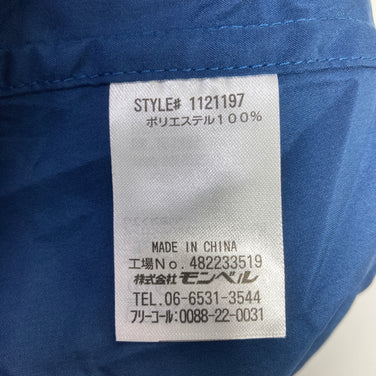 STYLE# 1121197
ポリエステル100%
MADE IN CHINA
工場No. 482233519
株式会社 モンベル
TEL. 06-6531-3544
フリーコール: 0088-22-0031